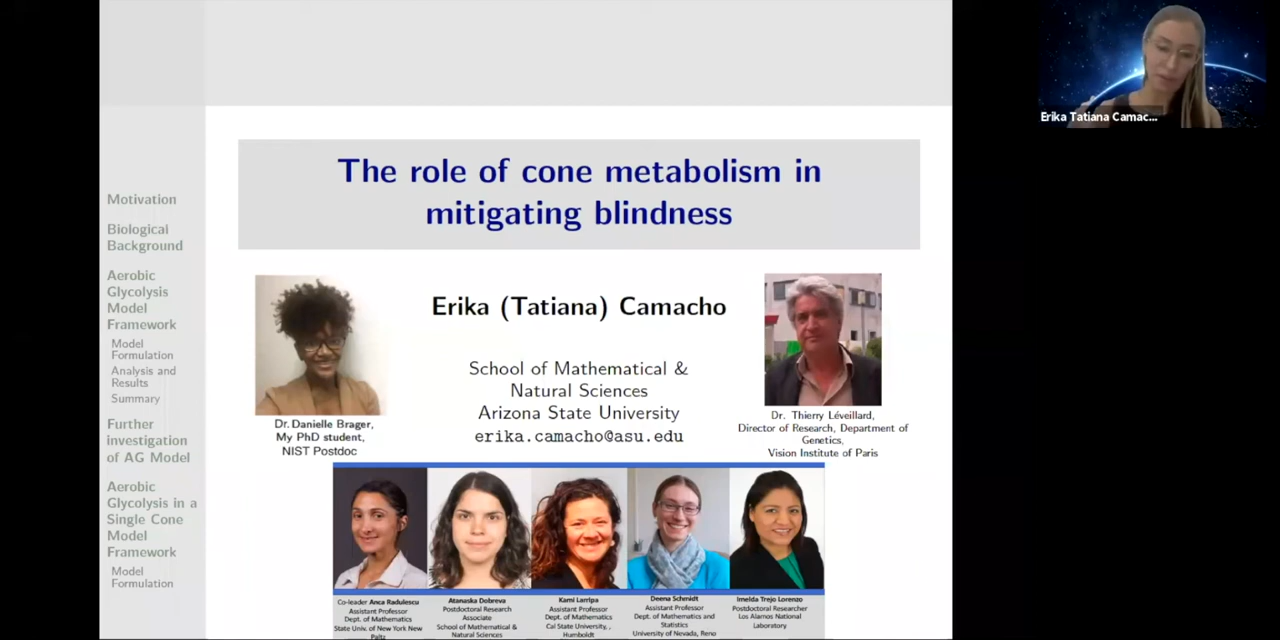 The role of cone metabolism in
mitigating blindness
Motivation
Biological
Background
Aerobic
Glycolysis
Model
Framework
Model
Formulation
Analysis and
Results
Summary
Further
investigation
of AG Model
Aerobic
Glycolysis in a
Single Cone
Model
Framework
Model
Formulation
Erika (Tatiana) Camacho
School of Mathematical &
Natural Sciences
Arizona State University
erika.camacho@asu.edu
Dr. Danielle Brager,
My PhD student,
NIST Postdoc
Dr. Thierry Léveillard,
Director of Research, Department of
Genetics,
Vision Institute of Paris
Co-leader Anca Radulescu
Assistant Professor
Dept. of Mathematics
State Univ. of New York New
Paltz
Atanaska Dobreva
Postdoctoral Research
Associate
School of Mathematical &
Natural Sciences
Kami Larripa
Assistant Professor
Dept. of Mathematics
Cal State University, ,
Humboldt
Deena Schmidt
Assistant Professor
Dept. of Mathematics and
Statistics
University of Nevada, Reno
Imelda Trejo Lorenzo
Postdoctoral Researcher
Los Alamos National
Laboratory
Erika Tatiana Camac...